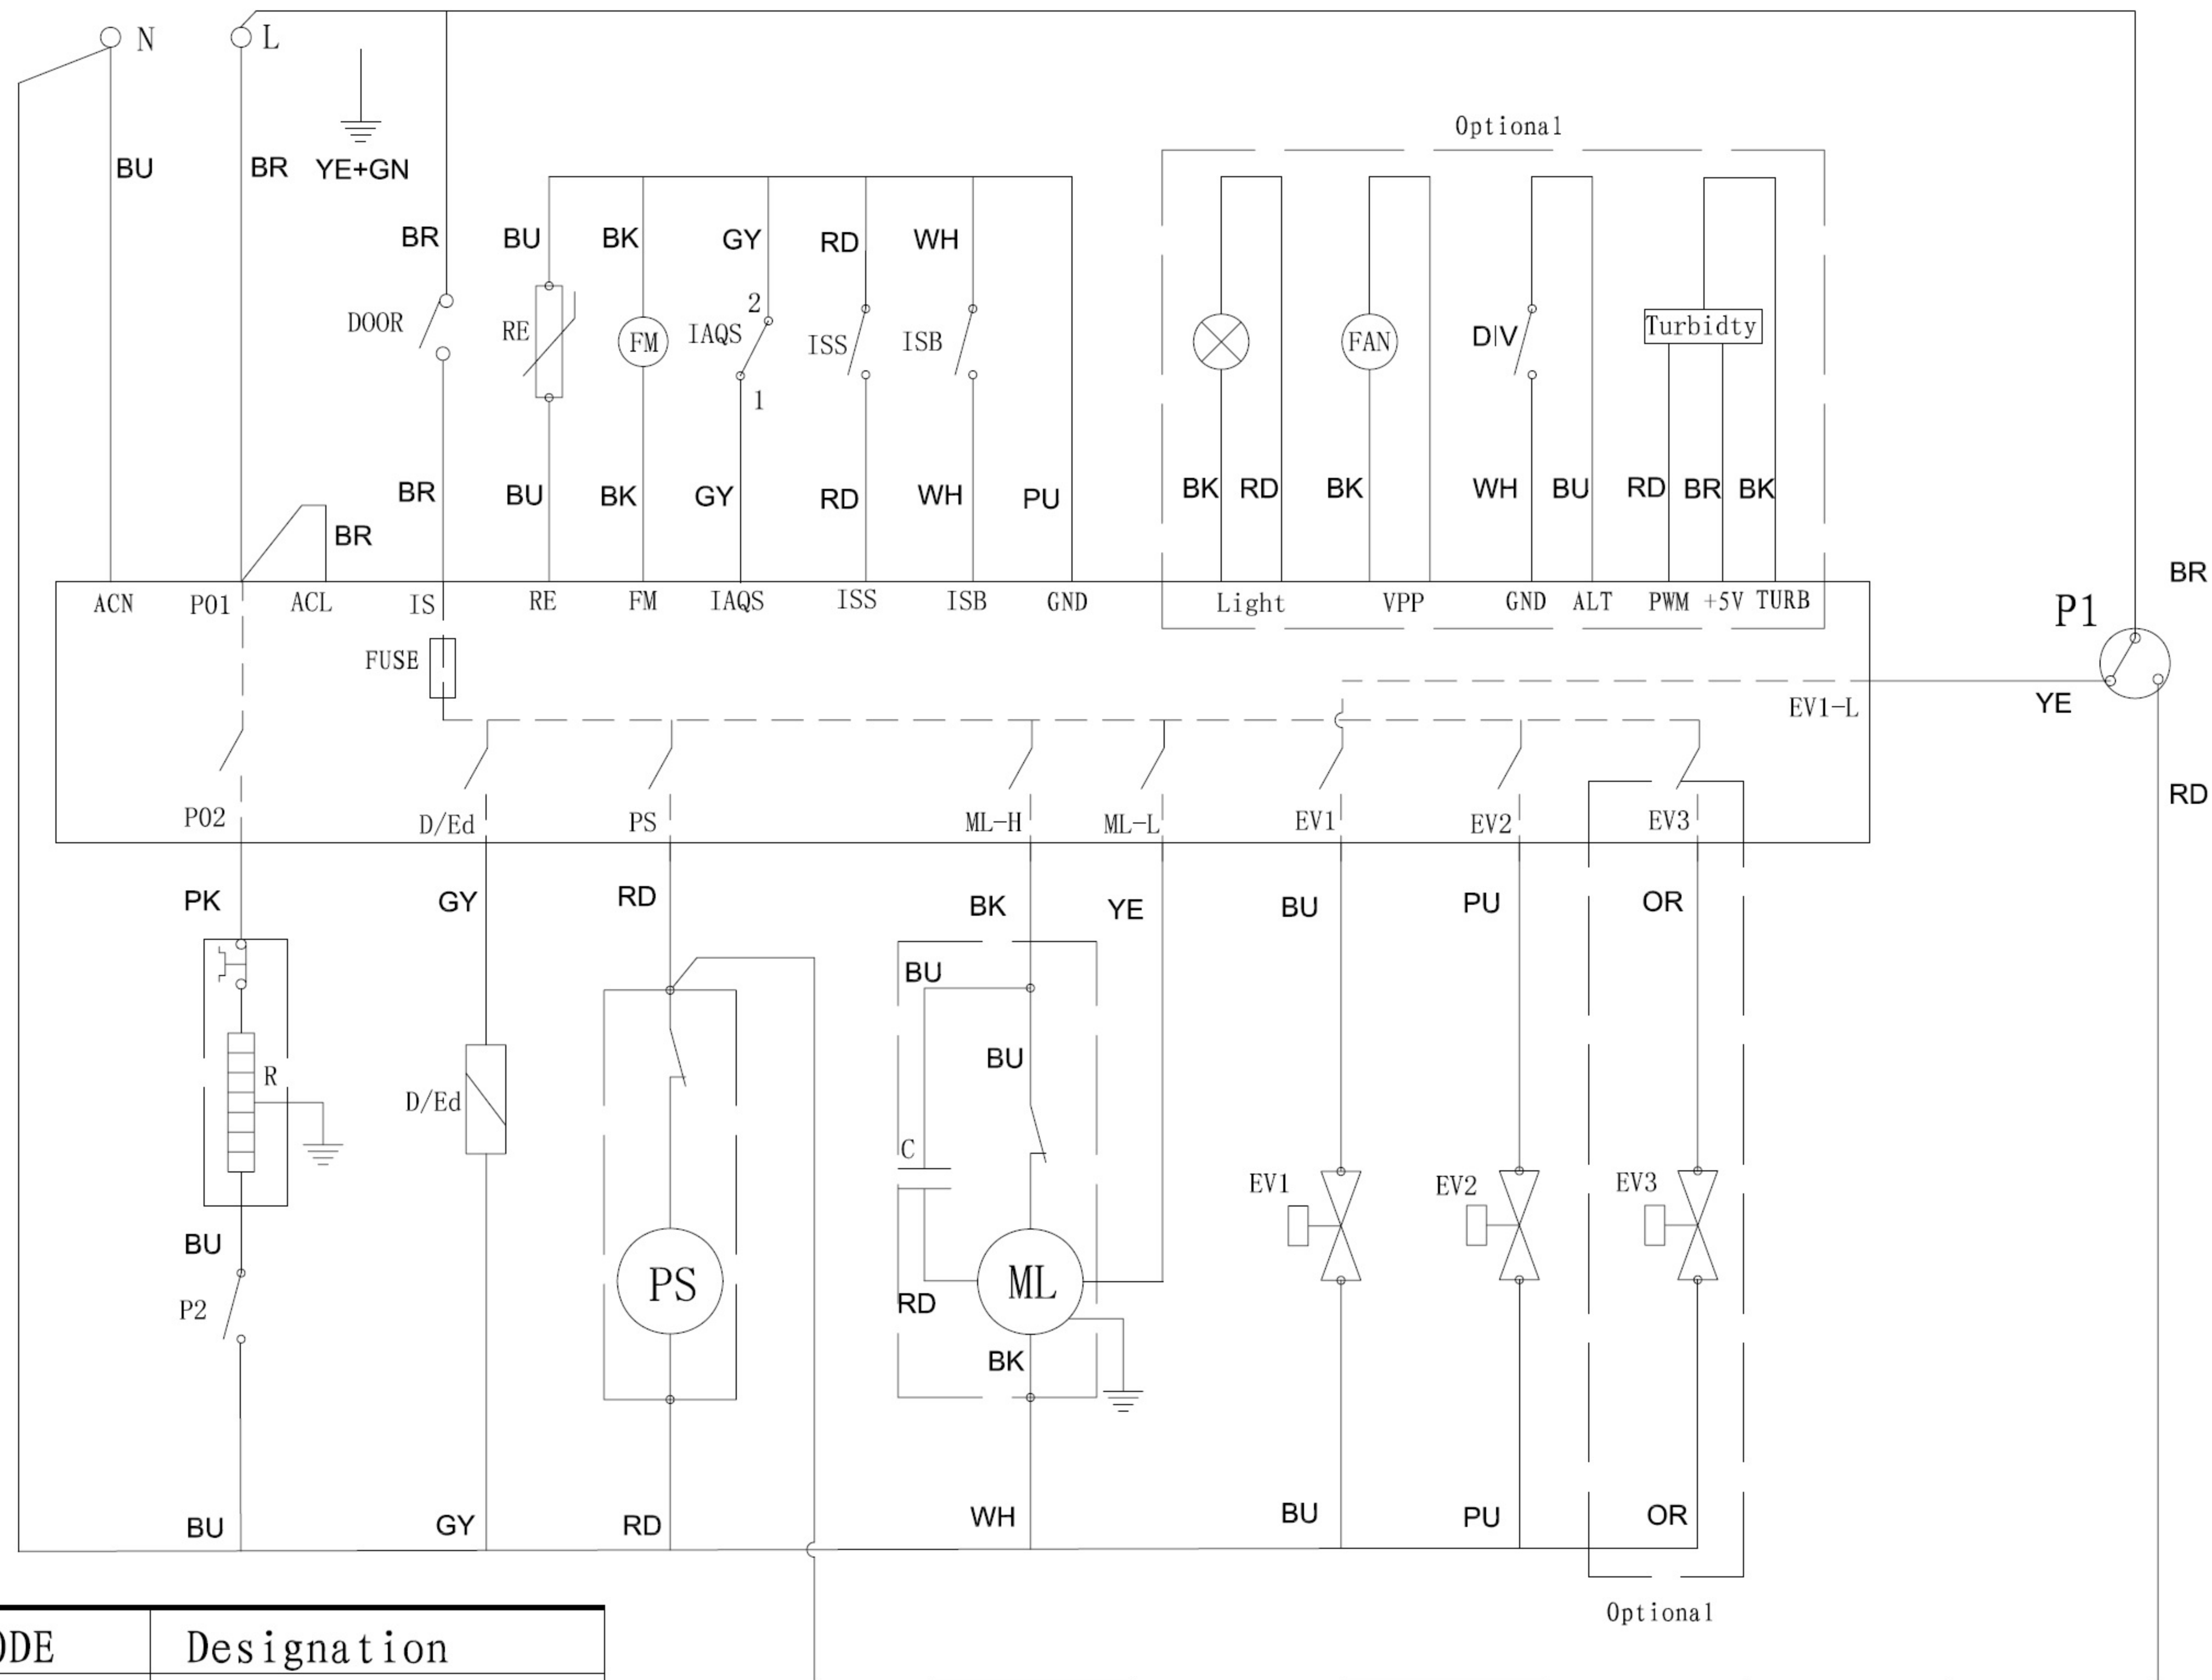 N L
Optional
BU BR YE+GN
BR BU BK GY RD WH
DOOR RE FM IAQS 2 1 ISS ISB FAN DIV Turbidty
BR BU BK GY RD WH PU BK RD BK WH BU RD BR BK
BR
BR
ACN P01 ACL IS RE FM IAQS ISS ISB GND Light VPP GND ALT PWM +5V TURB
P1
FUSE
EV1-L YE
RD
P02 D/Ed PS ML-H ML-L EV1 EV2 EV3
PK GY RD BK YE BU PU OR
BU
BU
R
D/Ed
C
EV1 EV2 EV3
BU
PS ML
P2
RD
BK
BU GY RD WH BU PU OR
Optional
Designation